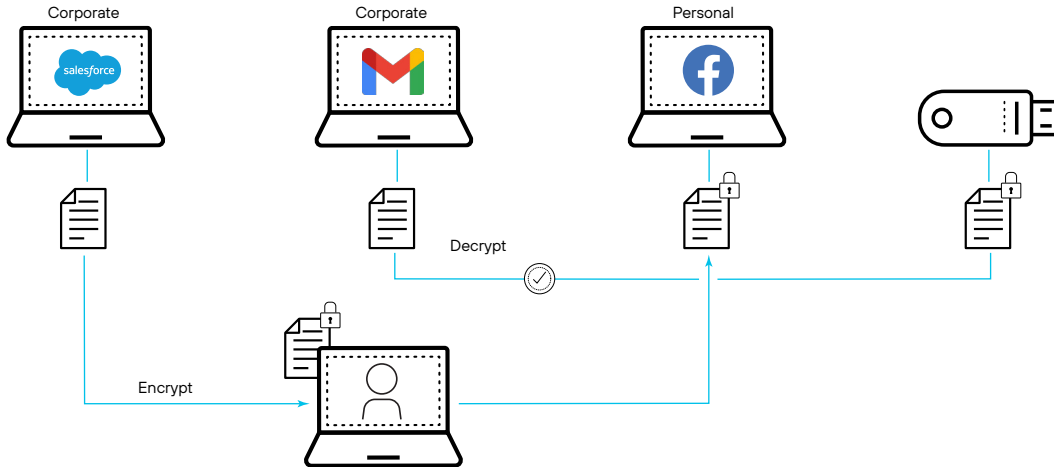 Corporate
Corporate
Personal
salesforce
Decrypt
Encrypt